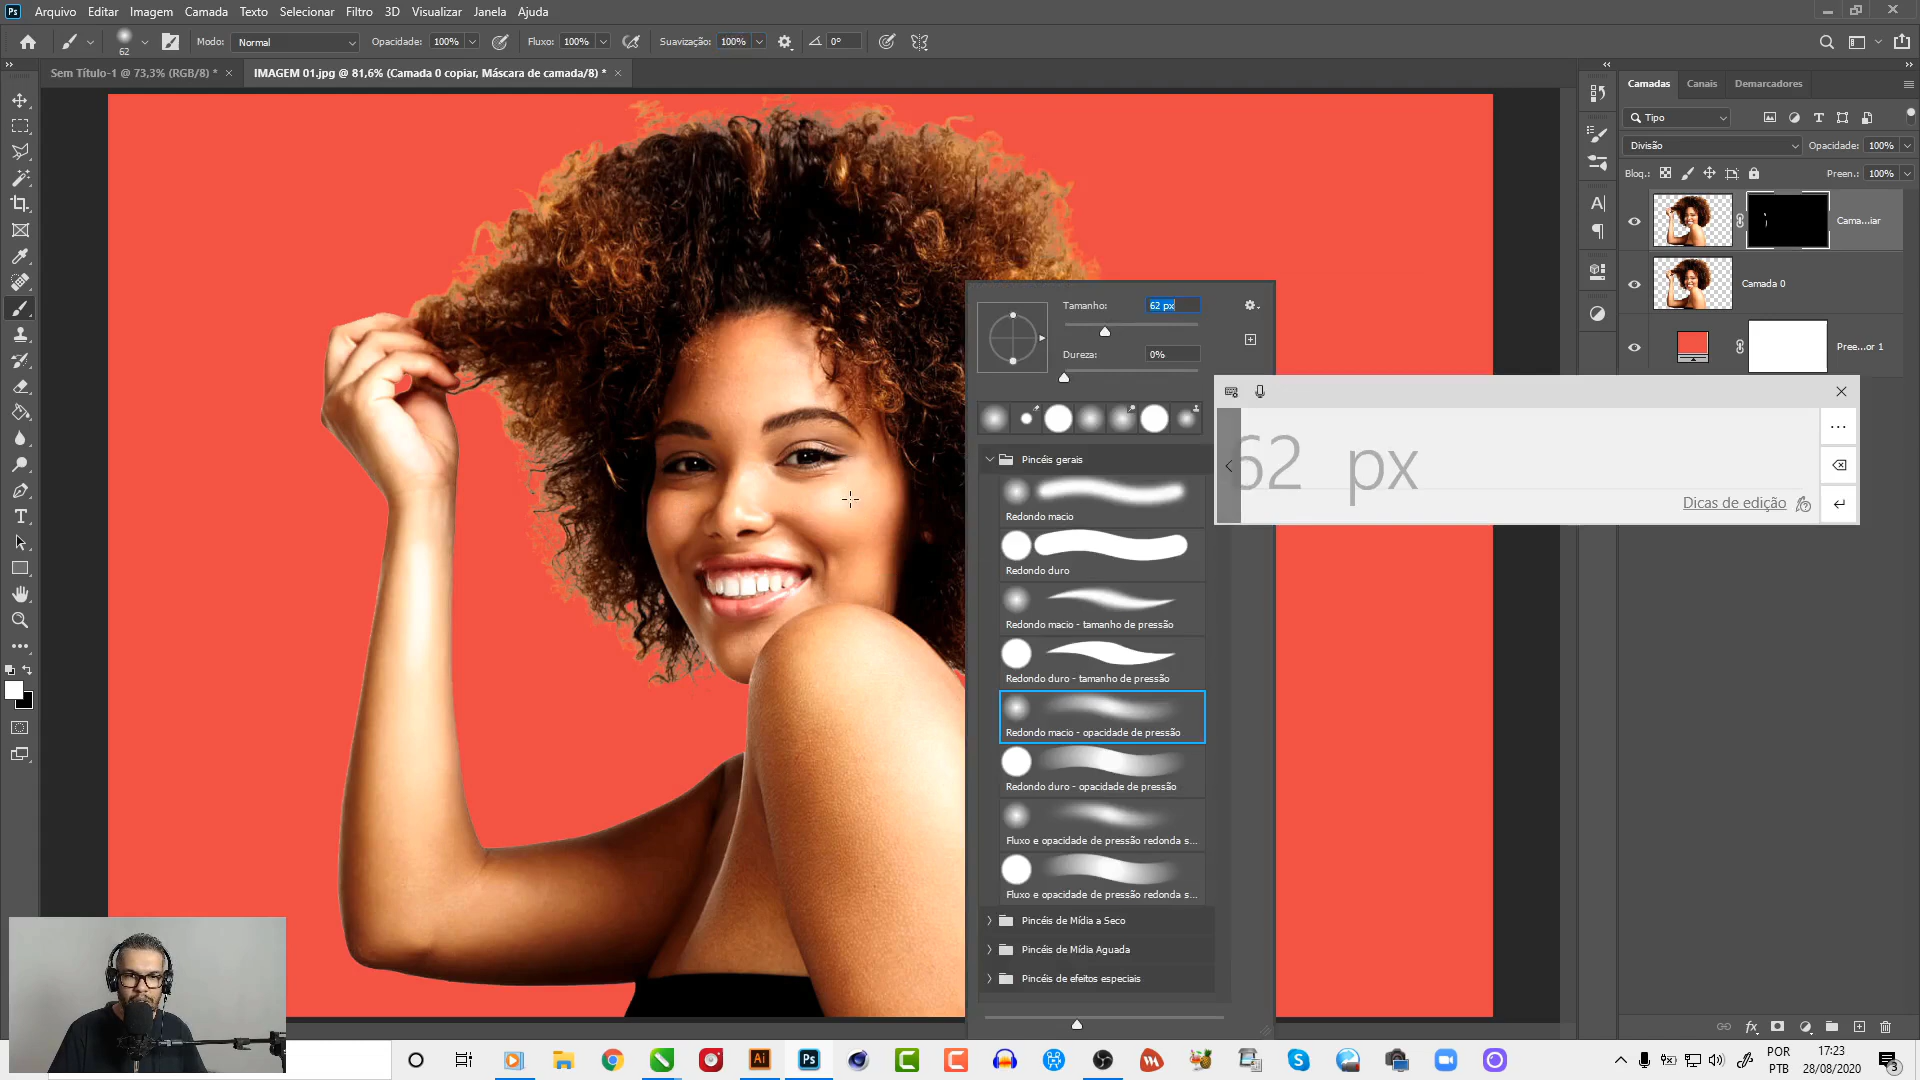 Ps Arquivo Editar Imagem Camada Texto Selecionar Filtro 3D Visualizar Janela Ajuda
62 Modo: Normal Opacidade: 100% Fluxo: 100% Suavização: 100% 0°
Sem Título-1 @ 73,3% (RGB/8) * × IMAGEM 01.jpg @ 81,6% (Camada 0 copiar, Máscara de camada/8) * ×
Camadas Canais Demarcadores
Tipo
Divisão Opacidade: 100%
Bloq.: Preen.: 100%
Cama...iar
Camada 0
Pree...or 1
Tamanho: 62 px
Dureza: 0%
62 px
Dicas de edição
Pincéis gerais
Redondo macio
Redondo duro
Redondo macio - tamanho de pressão
Redondo duro - tamanho de pressão
Redondo macio - opacidade de pressão
Redondo duro - opacidade de pressão
Fluxo e opacidade de pressão redonda s...
Fluxo e opacidade de pressão redonda s...
Pincéis de Mídia a Seco
Pincéis de Mídia Aguada
Pincéis de efeitos especiais
Ai Ps
POR 17:23
PTB 28/08/2020 3